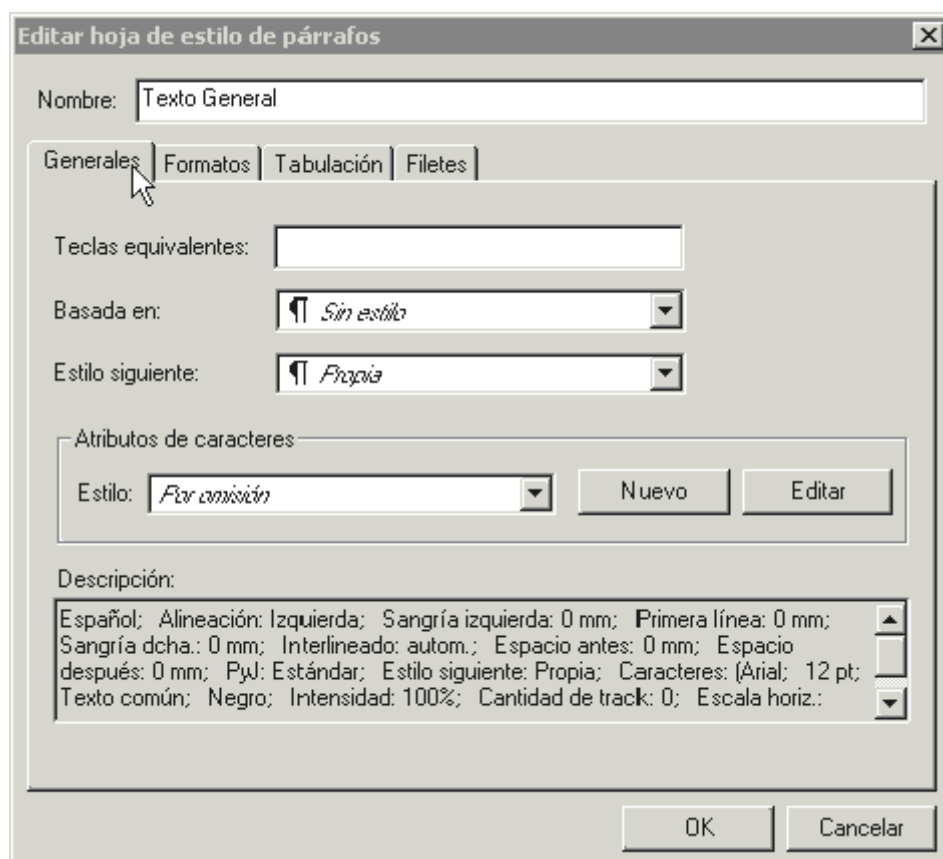 Editar hoja de estilo de párrafos
Nombre: Texto General
Generales Formatos Tabulación Filetes
Teclas equivalentes:
Basada en: ¶ Sin estilo
Estilo siguiente: ¶ Propia
Atributos de caracteres
Estilo: Por omisión Nuevo Editar
Descripción:
Español; Alineación: Izquierda; Sangría izquierda: 0 mm; Primera línea: 0 mm;
Sangría dcha.: 0 mm; Interlineado: autom.; Espacio antes: 0 mm; Espacio
después: 0 mm; PyJ: Estándar; Estilo siguiente: Propia; Caracteres: (Arial; 12 pt;
Texto común; Negro; Intensidad: 100%; Cantidad de track: 0; Escala horiz.:
OK Cancelar